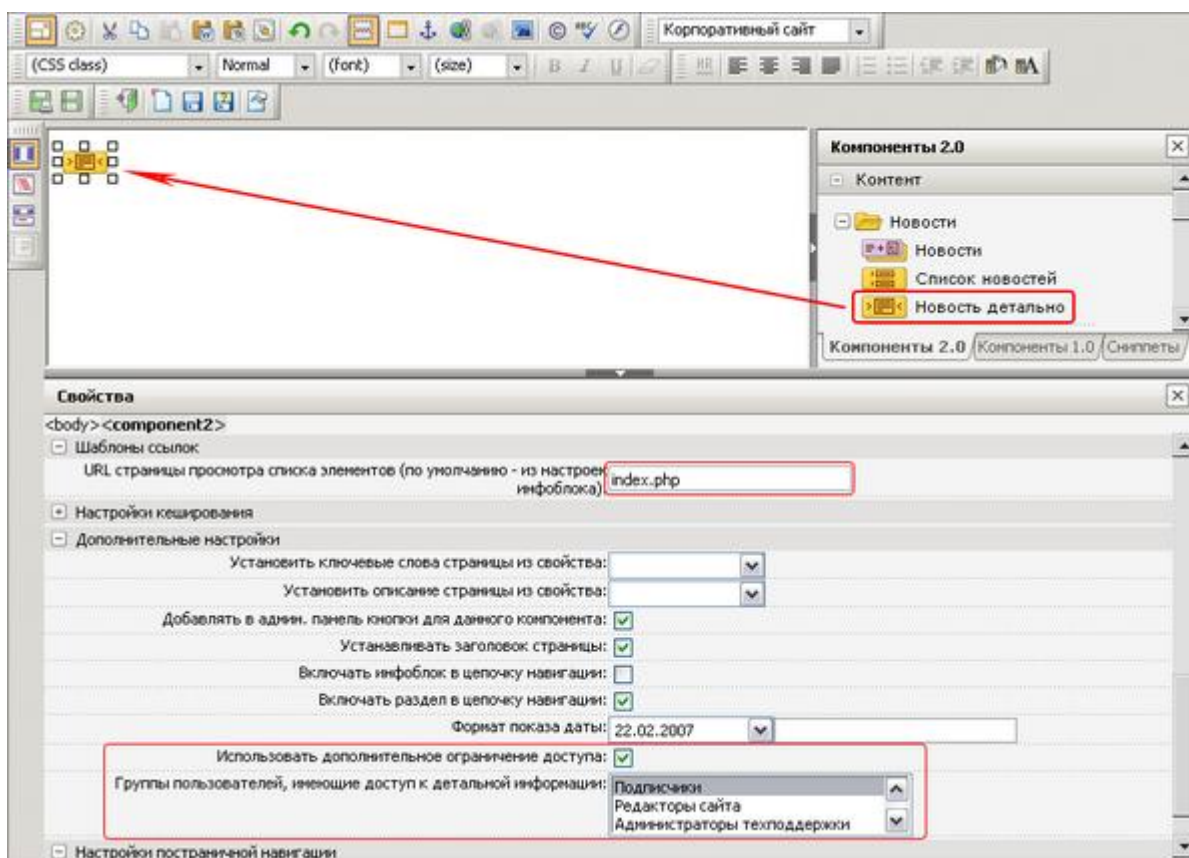 Корпоративный сайт
(CSS class) Normal (font) (size) B I U HR
Компоненты 2.0
Контент
Новости
Новости
Список новостей
Новость детально
Компоненты 2.0 Компоненты 1.0 Сниппеты
Свойства
<body><component2>
Шаблоны ссылок
URL страницы просмотра списка элементов (по умолчанию - из настроек
инфоблока): index.php
Настройки кеширования
Дополнительные настройки
Установить ключевые слова страницы из свойства:
Установить описание страницы из свойства:
Добавлять в админ. панель кнопки для данного компонента:
Устанавливать заголовок страницы:
Включать инфоблок в цепочку навигации:
Включать раздел в цепочку навигации:
Формат показа даты: 22.02.2007
Использовать дополнительное ограничение доступа:
Группы пользователей, имеющие доступ к детальной информации: Подписчики
Редакторы сайта
Администраторы техподдержки
Настройки постраничной навигации